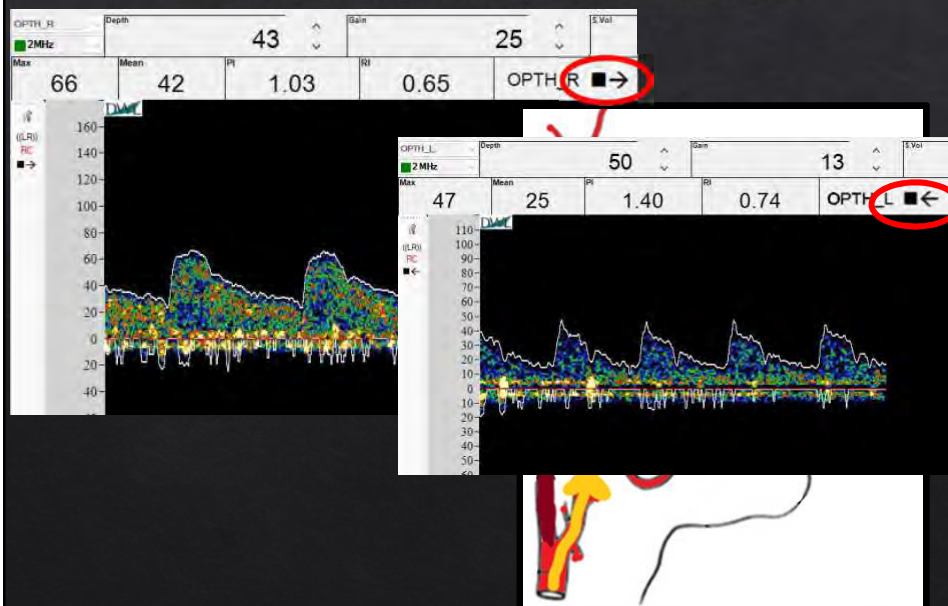 OPTH_R Depth 43 Gain 25 S.Vol
2MHz
Max 66 Mean 42 PI 1.03 RI 0.65 OPTH_R ■→
DWL
((LR))
RC
■→
160
140
120
100
80
60
40
20
0
20
40
OPTH_L Depth 50 Gain 13 S.Vol
2 MHz
Max 47 Mean 25 PI 1.40 RI 0.74 OPTH_L ■←
DWL
((LR))
RC
■←
110
100
90
80
70
60
50
40
30
20
10
0
10
20
30
40
50
60